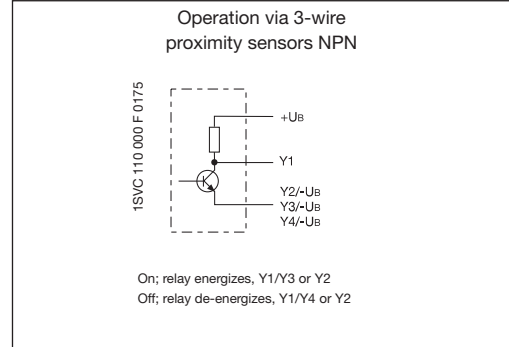 Operation via 3-wire
proximity sensors NPN
1SVC 110 000 F 0175
+UB
Y1
Y2/-UB
Y3/-UB
Y4/-UB
On; relay energizes, Y1/Y3 or Y2
Off; relay de-energizes, Y1/Y4 or Y2